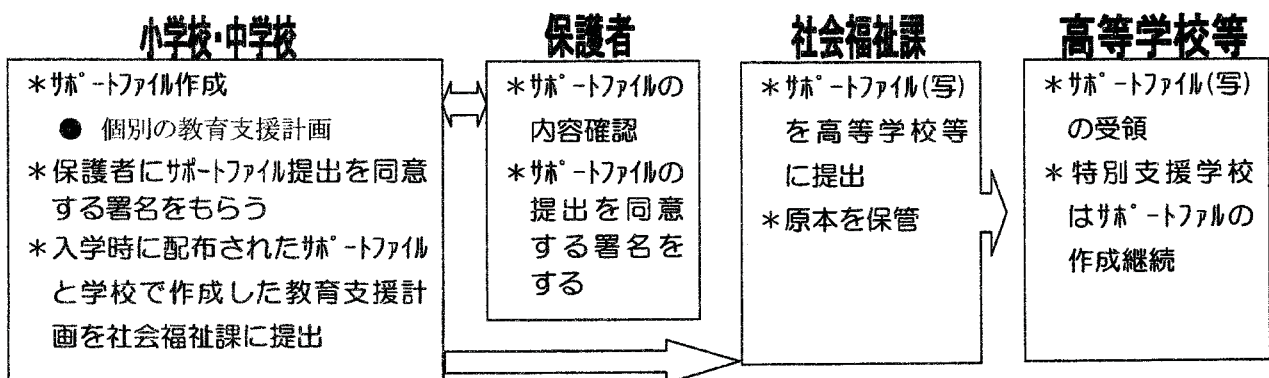 小学校・中学校
＊ｻﾎﾟｰﾄﾌｧｲﾙ作成
● 個別の教育支援計画
＊保護者にｻﾎﾟｰﾄﾌｧｲﾙ提出を同意
する署名をもらう
＊入学時に配布されたｻﾎﾟｰﾄﾌｧｲﾙ
と学校で作成した教育支援計
画を社会福祉課に提出
保護者
＊ｻﾎﾟｰﾄﾌｧｲﾙの
内容確認
＊ｻﾎﾟｰﾄﾌｧｲﾙの
提出を同意
する署名を
する
社会福祉課
＊ｻﾎﾟｰﾄﾌｧｲﾙ(写)
を高等学校等
に提出
＊原本を保管
高等学校等
＊ｻﾎﾟｰﾄﾌｧｲﾙ(写)
の受領
＊特別支援学校
はｻﾎﾟｰﾄﾌｧﾙの
作成継続